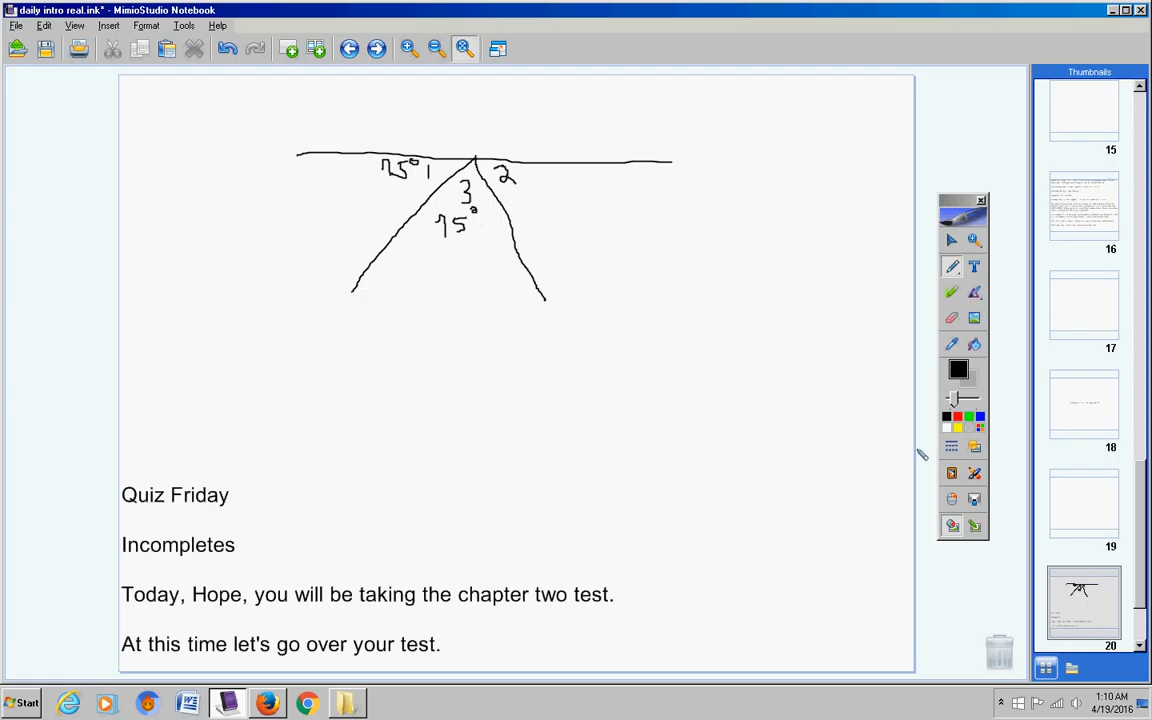 daily intro real.ink* - MimioStudio Notebook
File Edit View Insert Format Tools Help
Thumbnails
15
16
17
18
19
20
75° 1
2
3
75°
Quiz Friday
Incompletes
Today, Hope, you will be taking the chapter two test.
At this time let's go over your test.
Start
1:10 AM
4/19/2016